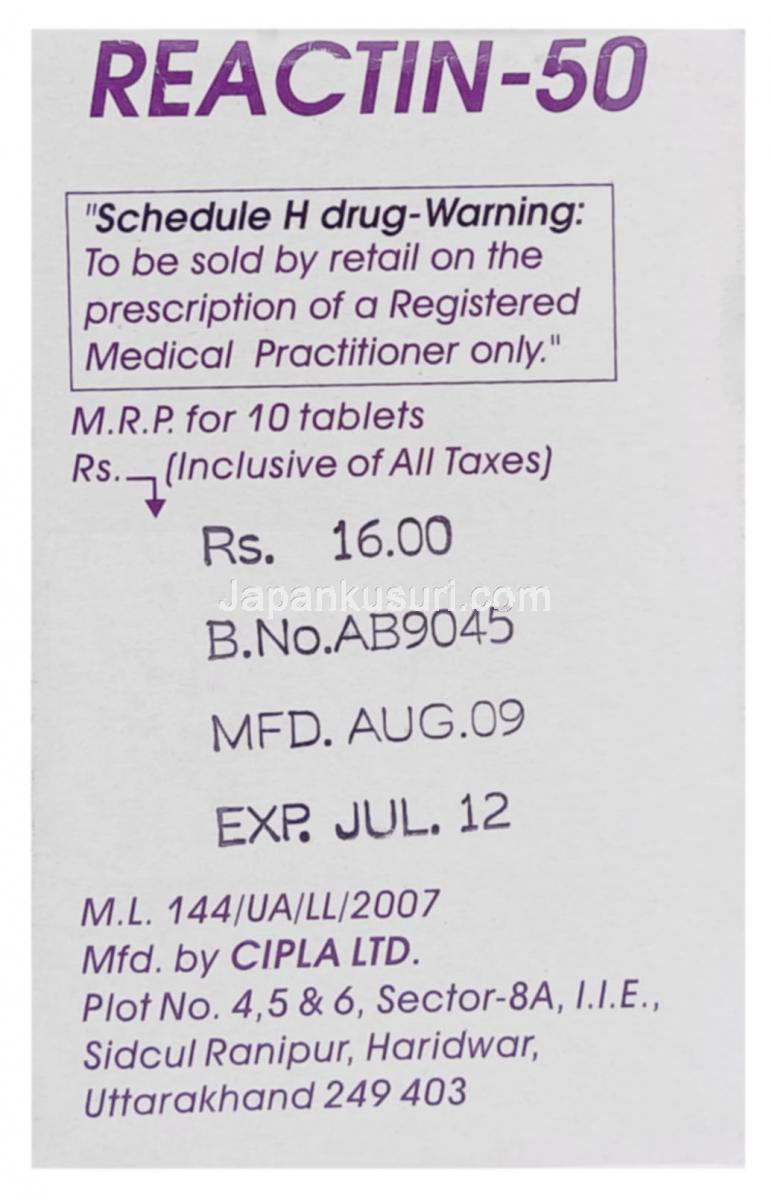 REACTIN-50
"Schedule H drug-Warning:
To be sold by retail on the
prescription of a Registered
Medical Practitioner only."
M.R.P. for 10 tablets
Rs. (Inclusive of All Taxes)
Rs. 16.00
Japankusuri.com
B.No.AB9045
MFD. AUG.09
EXP. JUL. 12
M.L. 144/UA/LL/2007
Mfd. by CIPLA LTD.
Plot No. 4,5 & 6, Sector-8A, I.I.E.,
Sidcul Ranipur, Haridwar,
Uttarakhand 249 403